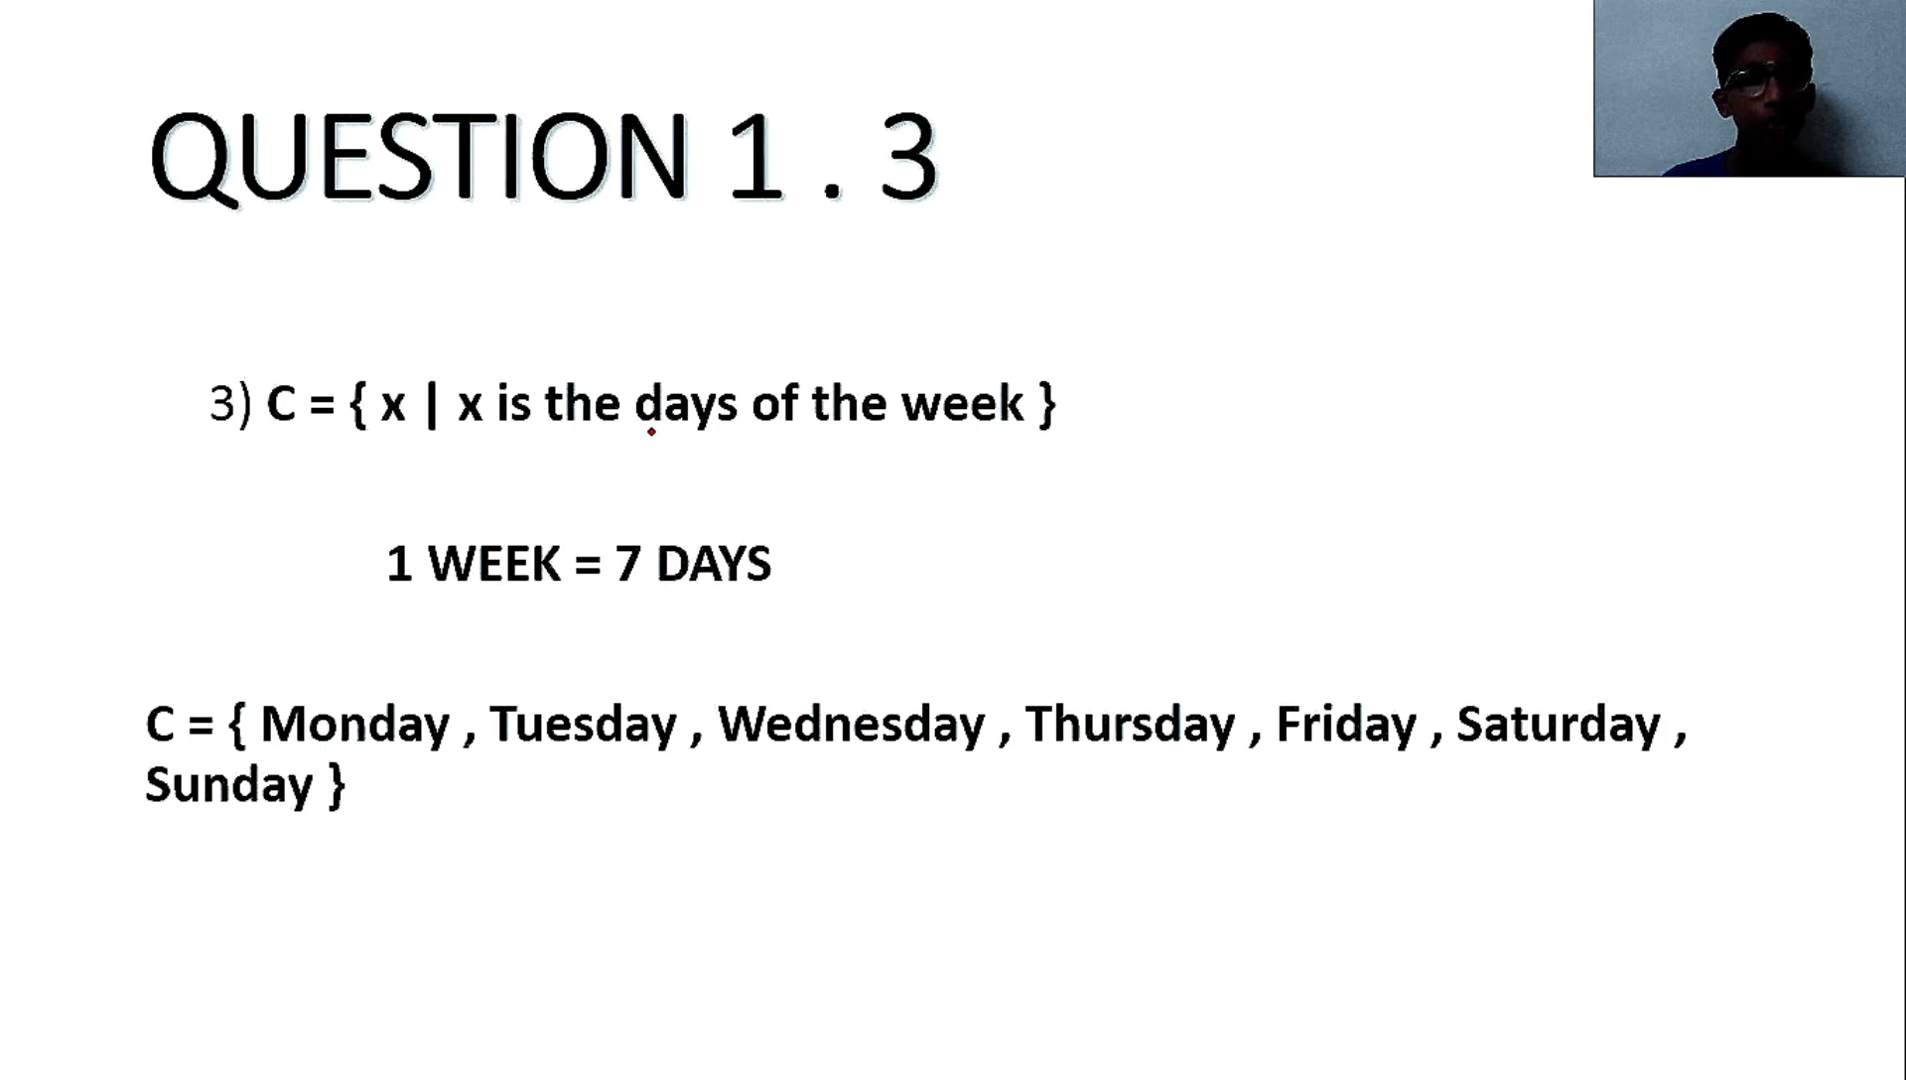 QUESTION 1 . 3
3) C = { x | x is the days of the week }
1 WEEK = 7 DAYS
C = { Monday , Tuesday , Wednesday , Thursday , Friday , Saturday ,
Sunday }